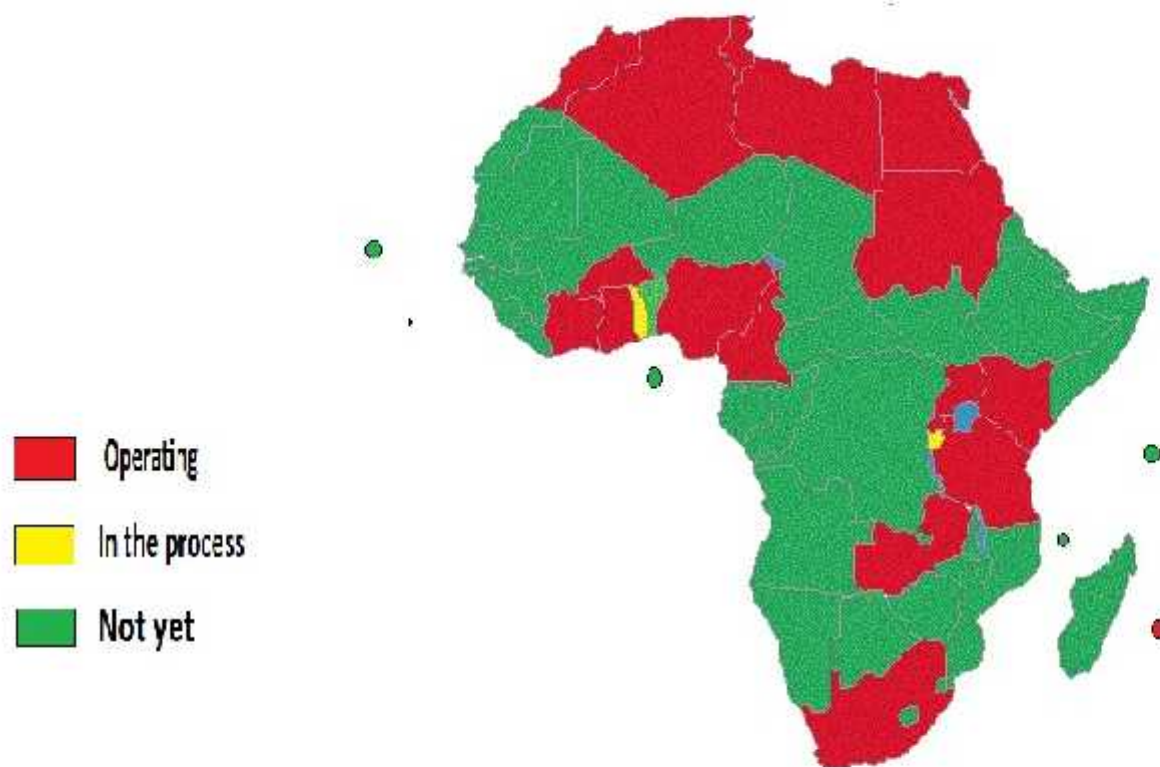 Operating
In the process
Not yet